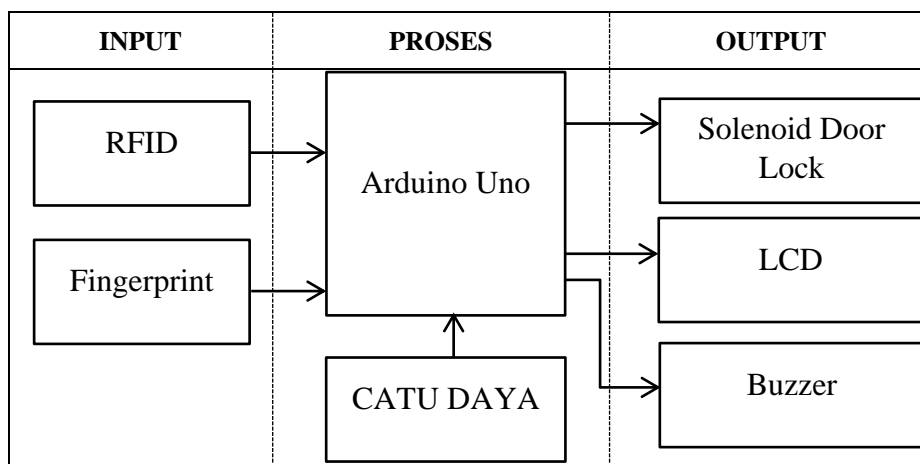 INPUT
PROSES
OUTPUT
RFID
Fingerprint
Arduino Uno
CATU DAYA
Solenoid Door
Lock
LCD
Buzzer